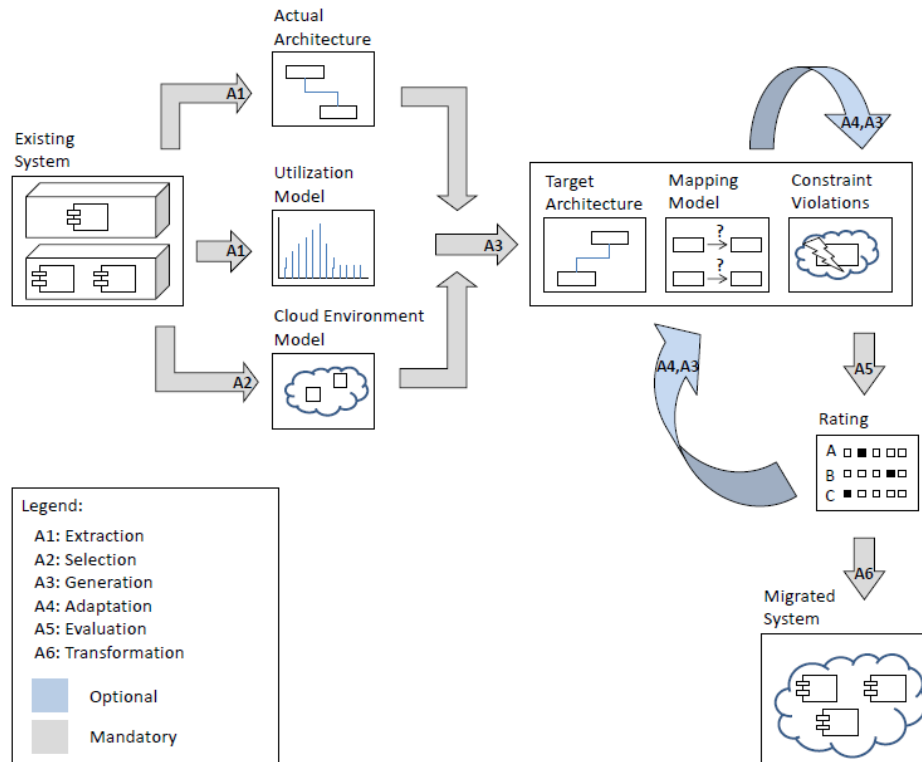 Actual
Architecture
A1
A4,A3
Existing
System
Utilization
Model
A1
Target
Architecture
Mapping
Model
Constraint
Violations
A3
?
?
Cloud Environment
Model
A2
A4,A3
A5
Rating
A
B
C
Legend:
A1: Extraction
A2: Selection
A3: Generation
A4: Adaptation
A5: Evaluation
A6: Transformation
Optional
Mandatory
A6
Migrated
System